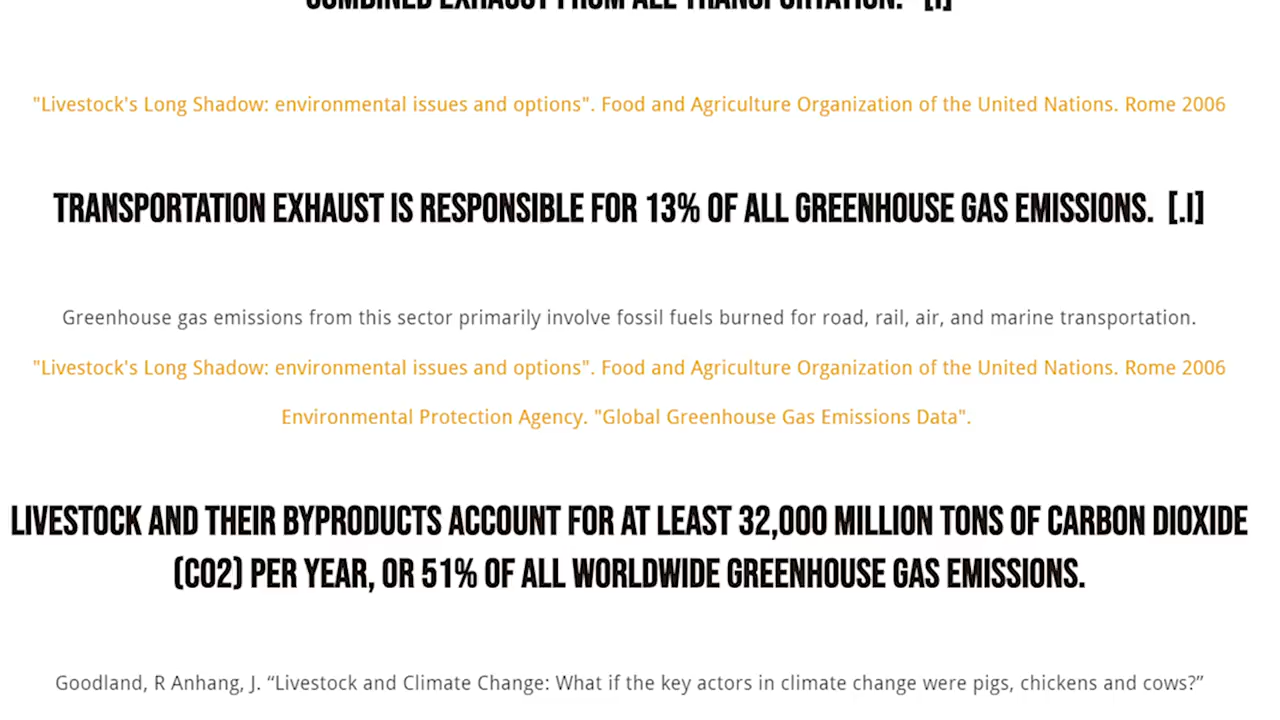 COMBINED EXHAUST FROM ALL TRANSPORTATION. [I]
"Livestock's Long Shadow: environmental issues and options". Food and Agriculture Organization of the United Nations. Rome 2006
TRANSPORTATION EXHAUST IS RESPONSIBLE FOR 13% OF ALL GREENHOUSE GAS EMISSIONS. [.I]
Greenhouse gas emissions from this sector primarily involve fossil fuels burned for road, rail, air, and marine transportation.
"Livestock's Long Shadow: environmental issues and options". Food and Agriculture Organization of the United Nations. Rome 2006
Environmental Protection Agency. "Global Greenhouse Gas Emissions Data".
LIVESTOCK AND THEIR BYPRODUCTS ACCOUNT FOR AT LEAST 32,000 MILLION TONS OF CARBON DIOXIDE
(CO2) PER YEAR, OR 51% OF ALL WORLDWIDE GREENHOUSE GAS EMISSIONS.
Goodland, R Anhang, J. “Livestock and Climate Change: What if the key actors in climate change were pigs, chickens and cows?”